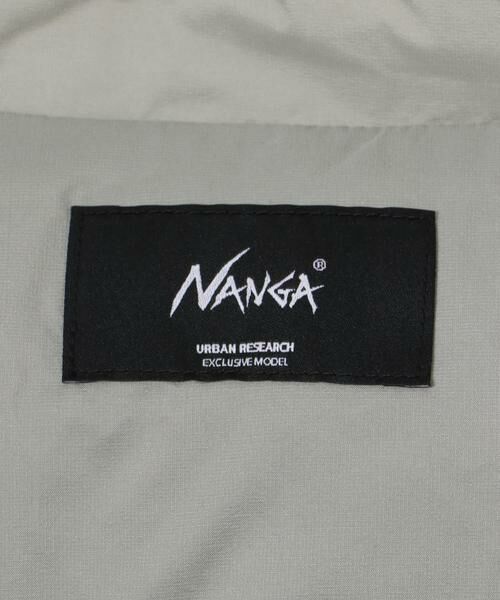 NANGA®
URBAN RESEARCH
EXCLUSIVE MODEL